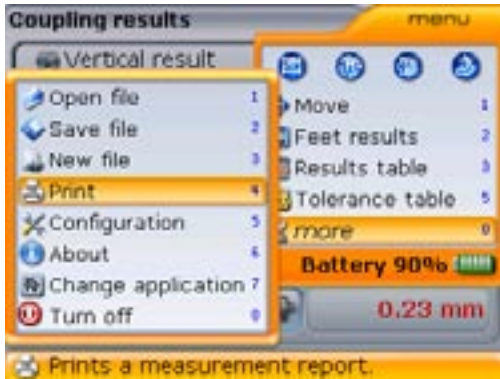 Coupling results
menu
Vertical result
Open file 1
Save file 2
New file 3
Print 4
Configuration 5
About 6
Change application 7
Turn off 0
Move 1
Feet results 2
Results table 3
Tolerance table 5
more 0
Battery 90%
0.23 mm
Prints a measurement report.